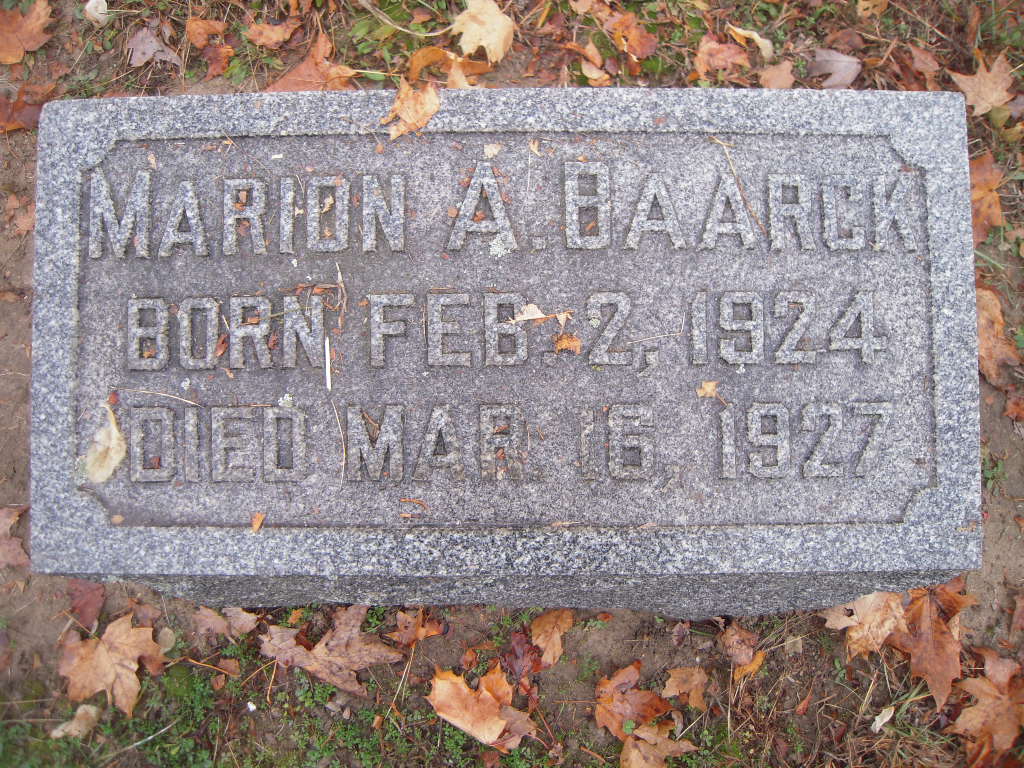 MARION A. BAARCK
BORN FEB. 2, 1924
DIED MAR. 16, 1927